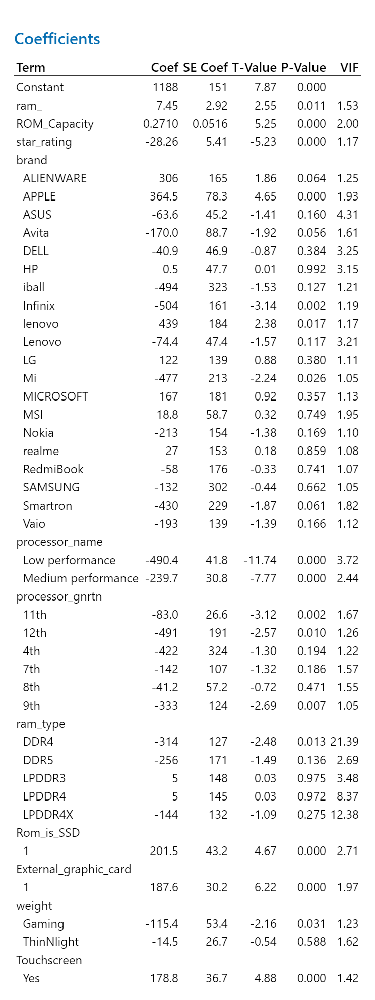 Coefficients
Term Coef SE Coef T-Value P-Value VIF
Constant 1188 151 7.87 0.000
ram_ 7.45 2.92 2.55 0.011 1.53
ROM_Capacity 0.2710 0.0516 5.25 0.000 2.00
star_rating -28.26 5.41 -5.23 0.000 1.17
brand
ALIENWARE 306 165 1.86 0.064 1.25
APPLE 364.5 78.3 4.65 0.000 1.93
ASUS -63.6 45.2 -1.41 0.160 4.31
Avita -170.0 88.7 -1.92 0.056 1.61
DELL -40.9 46.9 -0.87 0.384 3.25
HP 0.5 47.7 0.01 0.992 3.15
iball -494 323 -1.53 0.127 1.21
Infinix -504 161 -3.14 0.002 1.19
lenovo 439 184 2.38 0.017 1.17
Lenovo -74.4 47.4 -1.57 0.117 3.21
LG 122 139 0.88 0.380 1.11
Mi -477 213 -2.24 0.026 1.05
MICROSOFT 167 181 0.92 0.357 1.13
MSI 18.8 58.7 0.32 0.749 1.95
Nokia -213 154 -1.38 0.169 1.10
realme 27 153 0.18 0.859 1.08
RedmiBook -58 176 -0.33 0.741 1.07
SAMSUNG -132 302 -0.44 0.662 1.05
Smartron -430 229 -1.87 0.061 1.82
Vaio -193 139 -1.39 0.166 1.12
processor_name
Low performance -490.4 41.8 -11.74 0.000 3.72
Medium performance -239.7 30.8 -7.77 0.000 2.44
processor_gnrtn
11th -83.0 26.6 -3.12 0.002 1.67
12th -491 191 -2.57 0.010 1.26
4th -422 324 -1.30 0.194 1.22
7th -142 107 -1.32 0.186 1.57
8th -41.2 57.2 -0.72 0.471 1.55
9th -333 124 -2.69 0.007 1.05
ram_type
DDR4 -314 127 -2.48 0.013 21.39
DDR5 -256 171 -1.49 0.136 2.69
LPDDR3 5 148 0.03 0.975 3.48
LPDDR4 5 145 0.03 0.972 8.37
LPDDR4X -144 132 -1.09 0.275 12.38
Rom_is_SSD
1 201.5 43.2 4.67 0.000 2.71
External_graphic_card
1 187.6 30.2 6.22 0.000 1.97
weight
Gaming -115.4 53.4 -2.16 0.031 1.23
ThinNlight -14.5 26.7 -0.54 0.588 1.62
Touchscreen
Yes 178.8 36.7 4.88 0.000 1.42